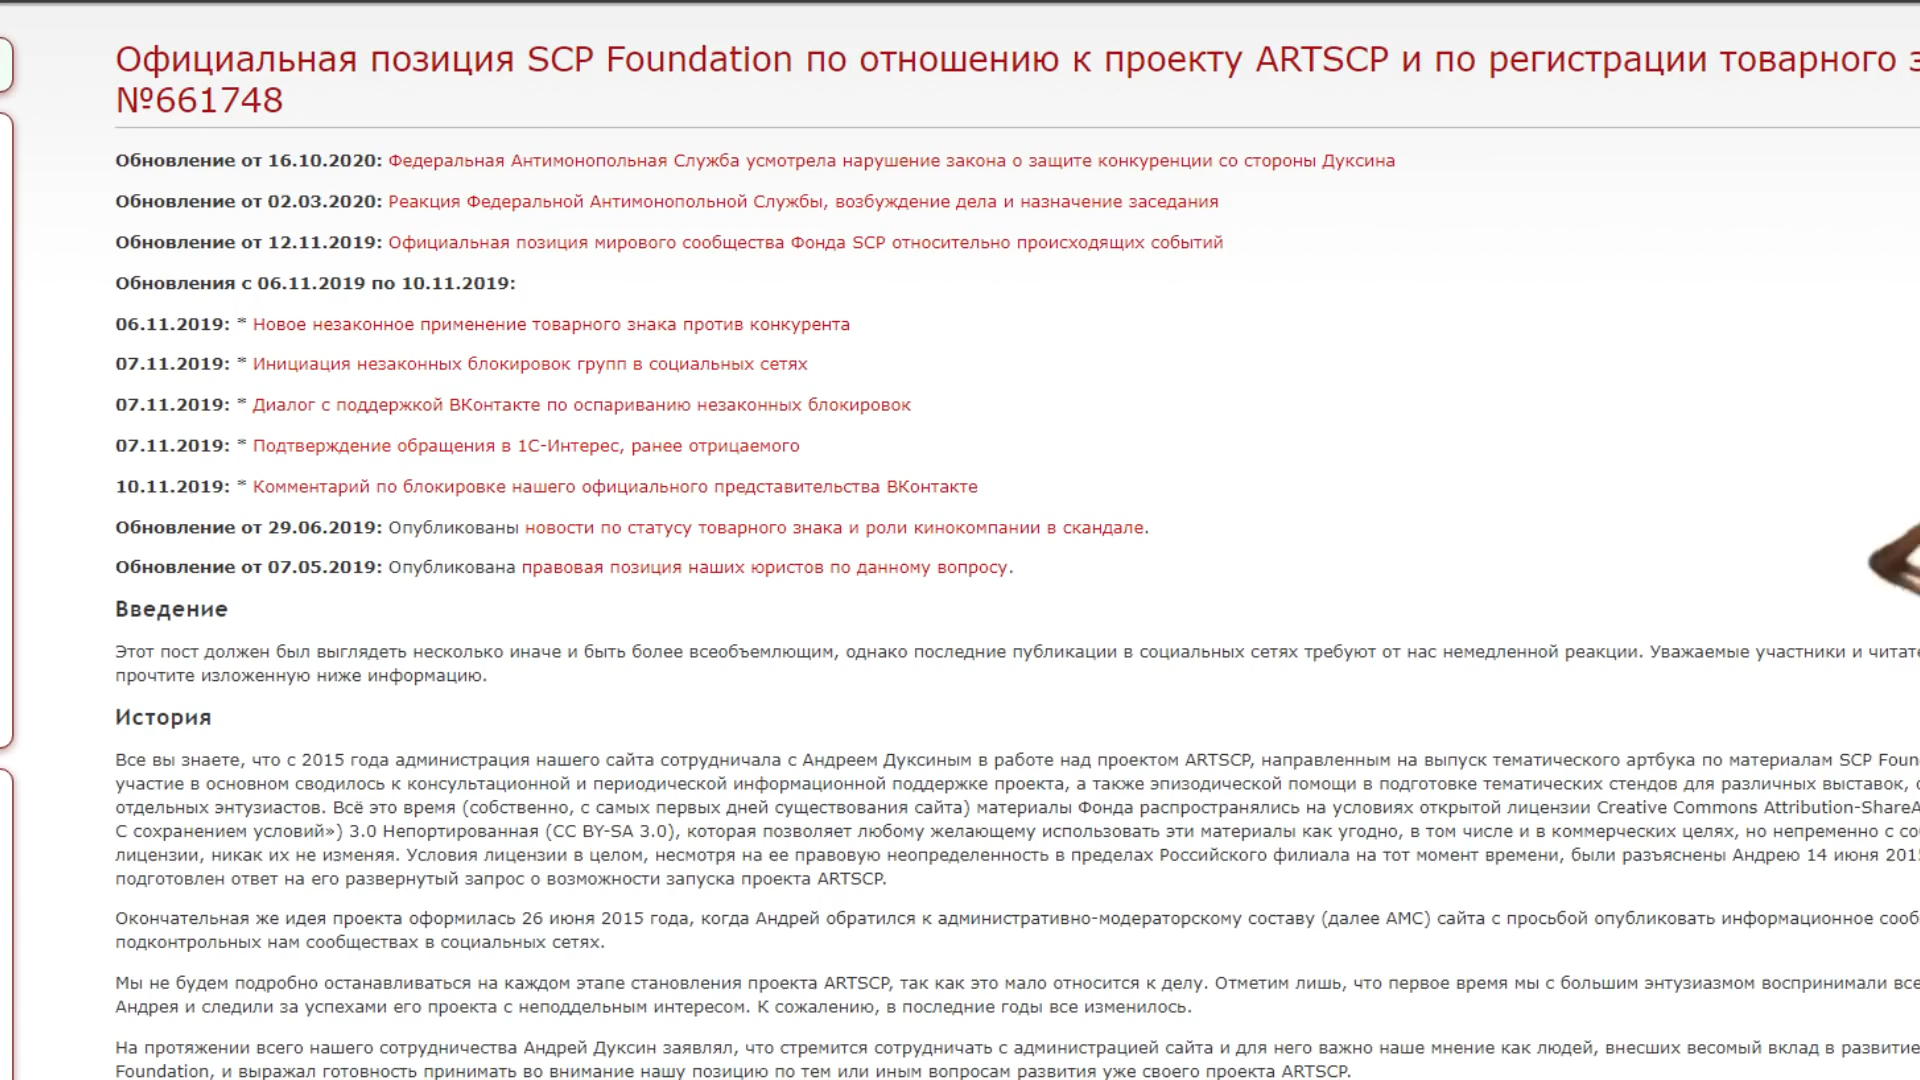 Официальная позиция SCP Foundation по отношению к проекту ARTSCP и по регистрации товарного
№661748
Обновление от 16.10.2020: Федеральная Антимонопольная Служба усмотрела нарушение закона о защите конкуренции со стороны Дуксина
Обновление от 02.03.2020: Реакция Федеральной Антимонопольной Службы, возбуждение дела и назначение заседания
Обновление от 12.11.2019: Официальная позиция мирового сообщества Фонда SCP относительно происходящих событий
Обновления с 06.11.2019 по 10.11.2019:
06.11.2019: * Новое незаконное применение товарного знака против конкурента
07.11.2019: * Инициация незаконных блокировок групп в социальных сетях
07.11.2019: * Диалог с поддержкой ВКонтакте по оспариванию незаконных блокировок
07.11.2019: * Подтверждение обращения в 1С-Интерес, ранее отрицаемого
10.11.2019: * Комментарий по блокировке нашего официального представительства ВКонтакте
Обновление от 29.06.2019: Опубликованы новости по статусу товарного знака и роли кинокомпании в скандале.
Обновление от 07.05.2019: Опубликована правовая позиция наших юристов по данному вопросу.
Введение
Этот пост должен был выглядеть несколько иначе и быть более всеобъемлющим, однако последние публикации в социальных сетях требуют от нас немедленной реакции. Уважаемые участники и
прочтите изложенную ниже информацию.
История
Все вы знаете, что с 2015 года администрация нашего сайта сотрудничала с Андреем Дуксиным в работе над проектом ARTSCP, направленным на выпуск тематического артбука по материалам SCP
участие в основном сводилось к консультационной и периодической информационной поддержке проекта, а также эпизодической помощи в подготовке тематических стендов для различных выставок,
отдельных энтузиастов. Всё это время (собственно, с самых первых дней существования сайта) материалы Фонда распространялись на условиях открытой лицензии Creative Commons Attribution-ShareA
С сохранением условий») 3.0 Непортированная (CC BY-SA 3.0), которая позволяет любому желающему использовать эти материалы как угодно, в том числе и в коммерческих целях, но непременно с
лицензии, никак их не изменяя. Условия лицензии в целом, несмотря на ее правовую неопределенность в пределах Российского филиала на тот момент времени, были разъяснены Андрею 14 июня
подготовлен ответ на его развернутый запрос о возможности запуска проекта ARTSCP.
Окончательная же идея проекта оформилась 26 июня 2015 года, когда Андрей обратился к административно-модераторскому составу (далее АМС) сайта с просьбой опубликовать информационное
подконтрольных нам сообществах в социальных сетях.
Мы не будем подробно останавливаться на каждом этапе становления проекта ARTSCP, так как это мало относится к делу. Отметим лишь, что первое время мы с большим энтузиазмом воспринимали
Андрея и следили за успехами его проекта с неподдельным интересом. К сожалению, в последние годы все изменилось.
На протяжении всего нашего сотрудничества Андрей Дуксин заявлял, что стремится сотрудничать с администрацией сайта и для него важно наше мнение как людей, внесших весомый вклад в развитие
Foundation, и выражал готовность принимать во внимание нашу позицию по тем или иным вопросам развития уже своего проекта ARTSCP.